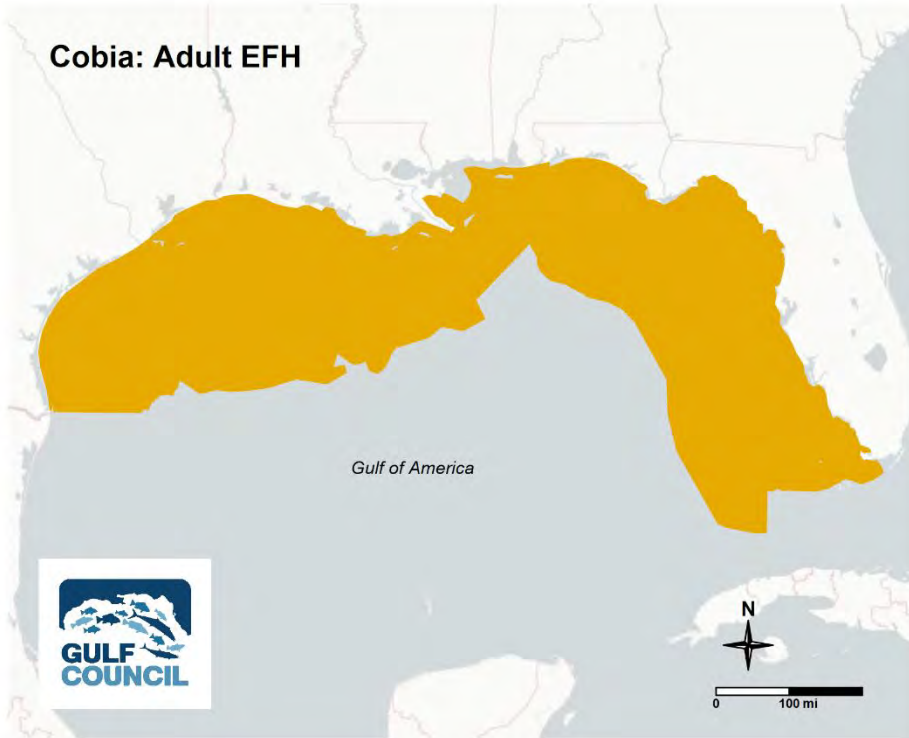 Cobia: Adult EFH
Gulf of America
GULF
COUNCIL
N
0 100 mi